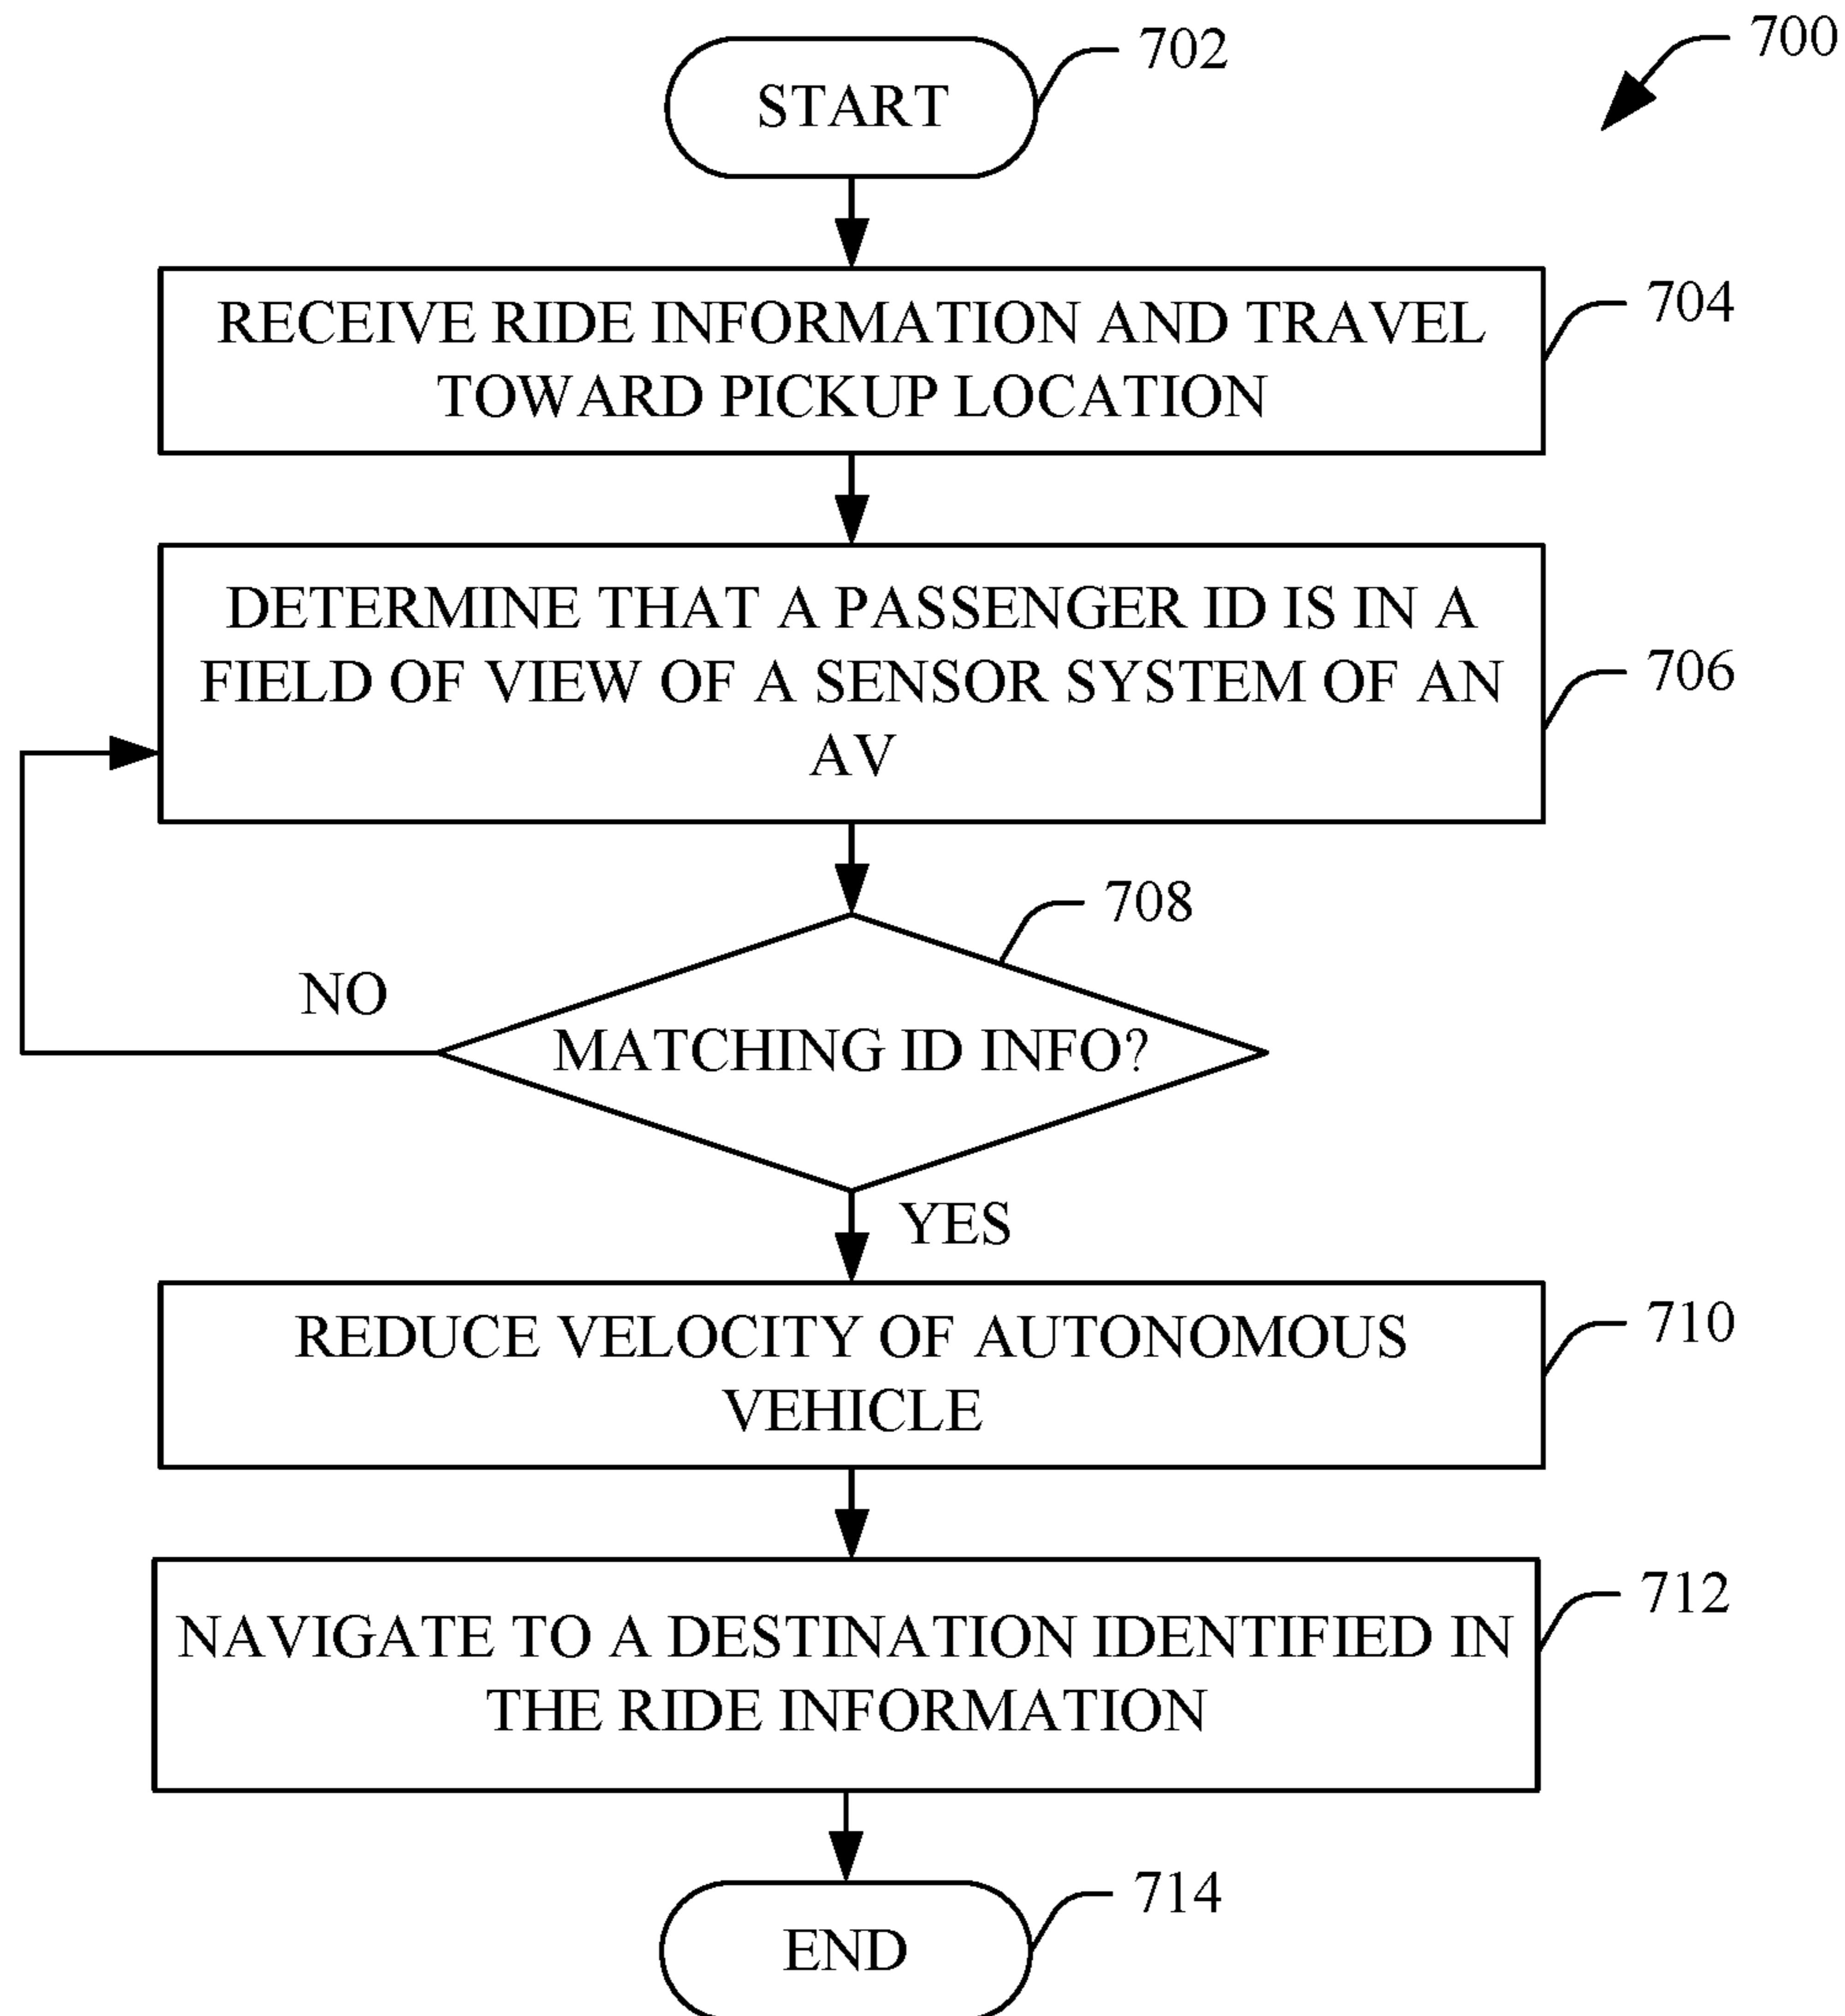 700
START
702
RECEIVE RIDE INFORMATION AND TRAVEL
TOWARD PICKUP LOCATION
704
DETERMINE THAT A PASSENGER ID IS IN A
FIELD OF VIEW OF A SENSOR SYSTEM OF AN
AV
706
708
NO
MATCHING ID INFO?
YES
REDUCE VELOCITY OF AUTONOMOUS
VEHICLE
710
NAVIGATE TO A DESTINATION IDENTIFIED IN
THE RIDE INFORMATION
712
END
714